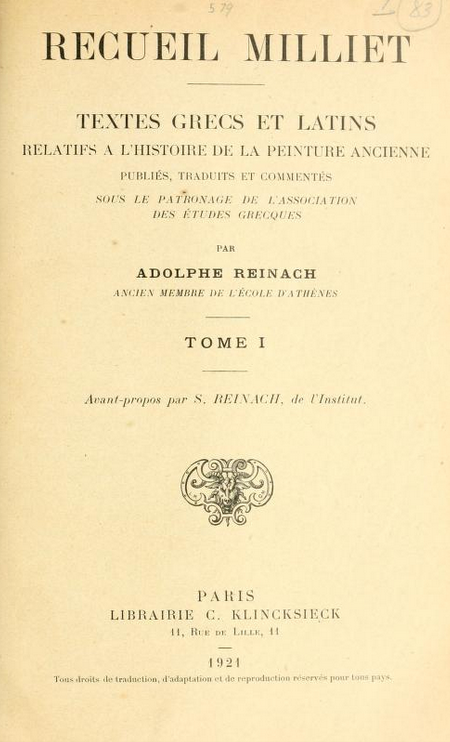 579
83
RECUEIL MILLIET
TEXTES GRECS ET LATINS
RELATIFS A L'HISTOIRE DE LA PEINTURE ANCIENNE
PUBLIÉS, TRADUITS ET COMMENTÉS
SOUS LE PATRONAGE DE L'ASSOCIATION
DES ÉTUDES GRECQUES
PAR
ADOLPHE REINACH
ANCIEN MEMBRE DE L'ÉCOLE D'ATHÈNES
TOME I
Avant-propos par S. REINACH, de l'Institut.
PARIS
LIBRAIRIE C. KLINCKSIECK
11, RUE DE LILLE, 11
1921
Tous droits de traduction, d'adaptation et de reproduction réservés pour tous pays.